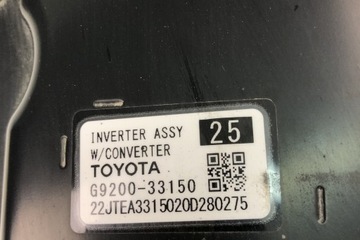 INVERTER ASSY 25
W/CONVERTER
TOYOTA
G9200-33150
22JTEA3315020D280275